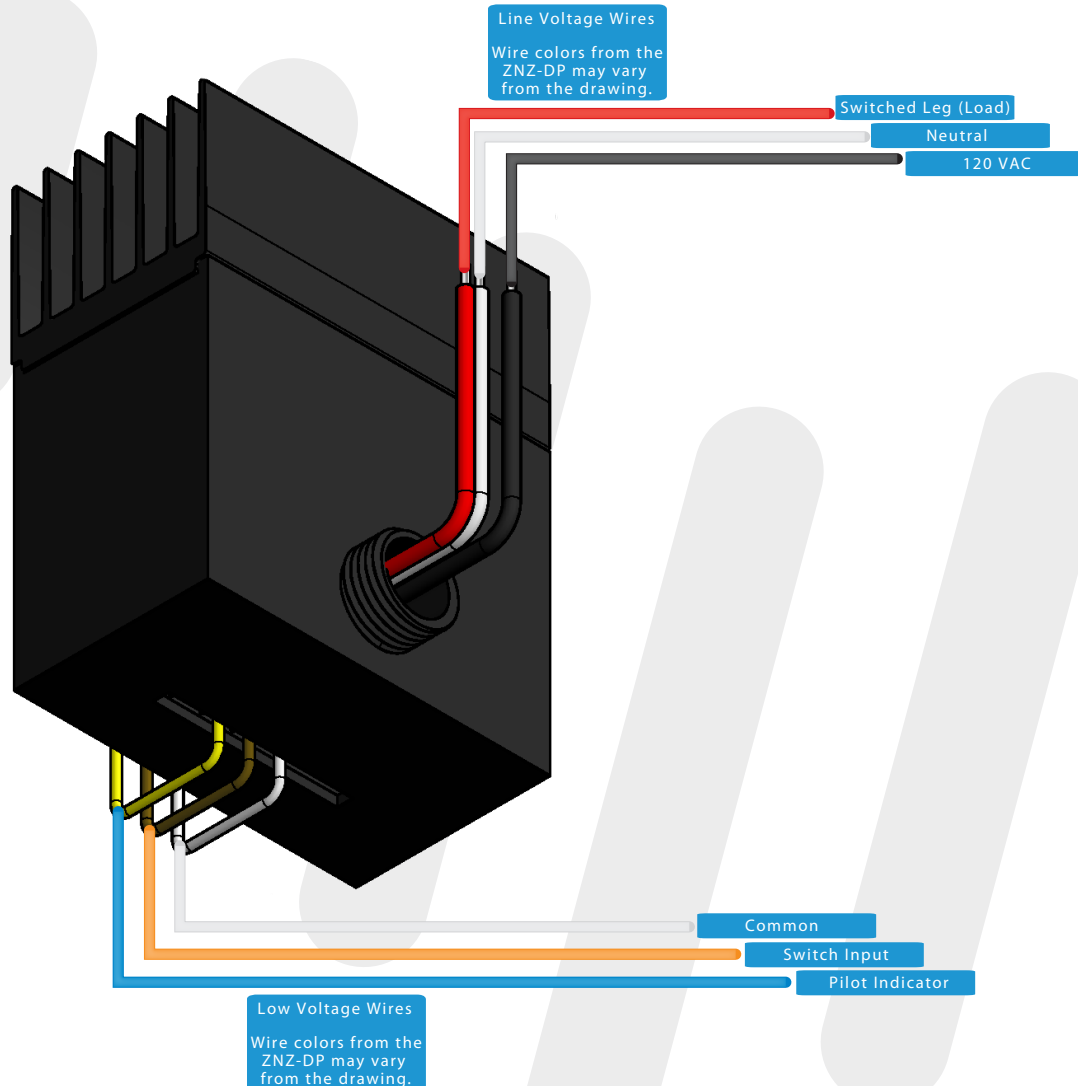 Line Voltage Wires
Wire colors from the
ZNZ-DP may vary
from the drawing.
Switched Leg (Load)
Neutral
120 VAC
Common
Switch Input
Pilot Indicator
Low Voltage Wires
Wire colors from the
ZNZ-DP may vary
from the drawing.